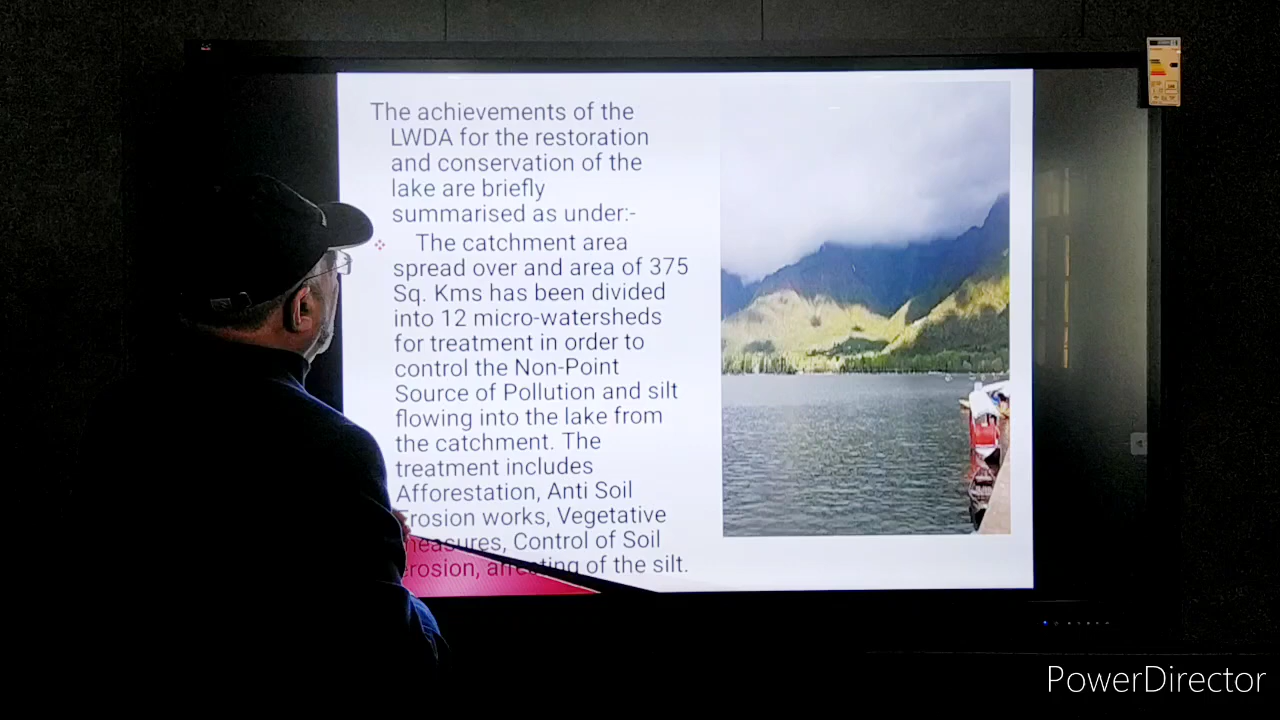 The achievements of the
LWDA for the restoration
and conservation of the
lake are briefly
summarised as under:-
The catchment area
spread over and area of 375
Sq. Kms has been divided
into 12 micro-watersheds
for treatment in order to
control the Non-Point
Source of Pollution and silt
flowing into the lake from
the catchment. The
treatment includes
Afforestation, Anti Soil
Erosion works, Vegetative
measures, Control of Soil
erosion, arresting of the silt.
PowerDirector